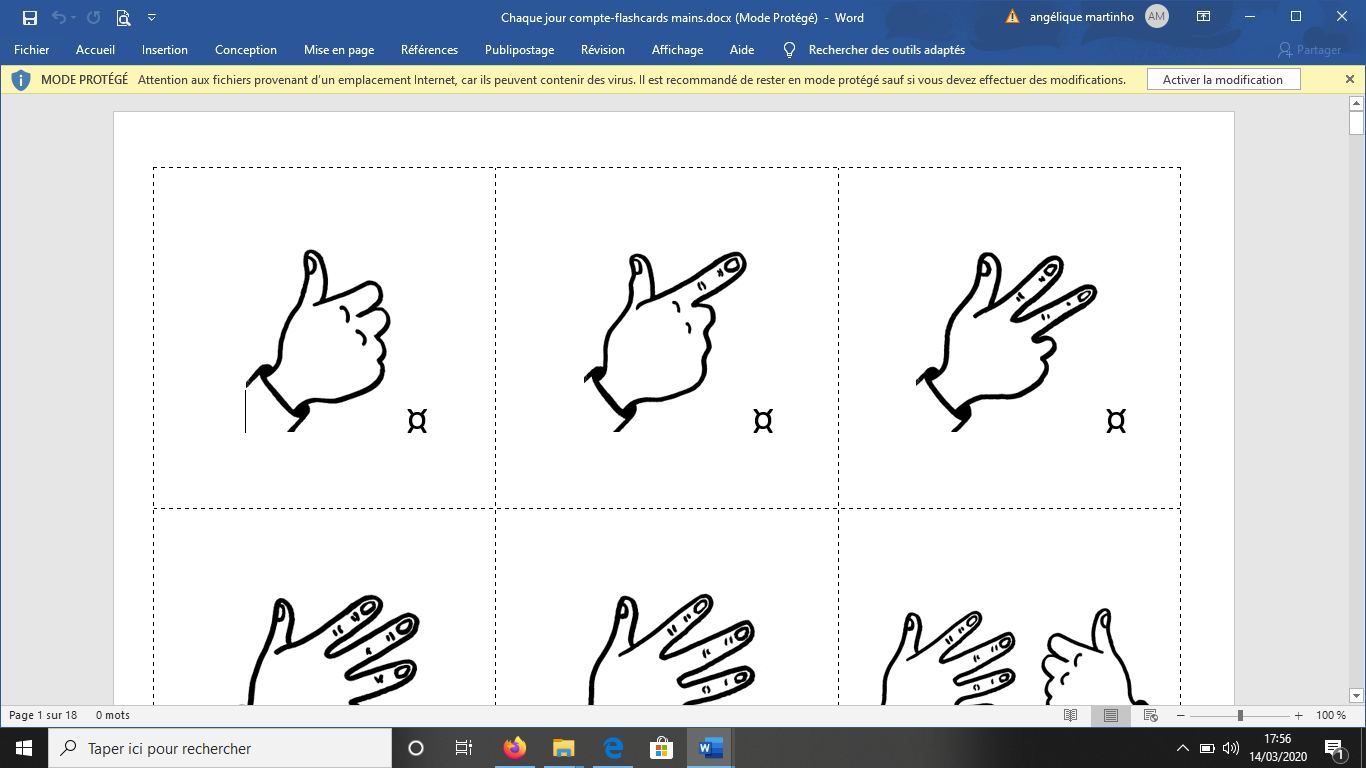 Chaque jour compte-flashcards mains.docx (Mode Protégé) - Word
angélique martinho
AM
Fichier Accueil Insertion Conception Mise en page Références Publipostage Révision Affichage Aide Rechercher des outils adaptés Partager
MODE PROTÉGÉ Attention aux fichiers provenant d'un emplacement Internet, car ils peuvent contenir des virus. Il est recommandé de rester en mode protégé sauf si vous devez effectuer des modifications. Activer la modification
¤ ¤ ¤
Page 1 sur 18 0 mots 100 %
Taper ici pour rechercher
17:56
14/03/2020
1